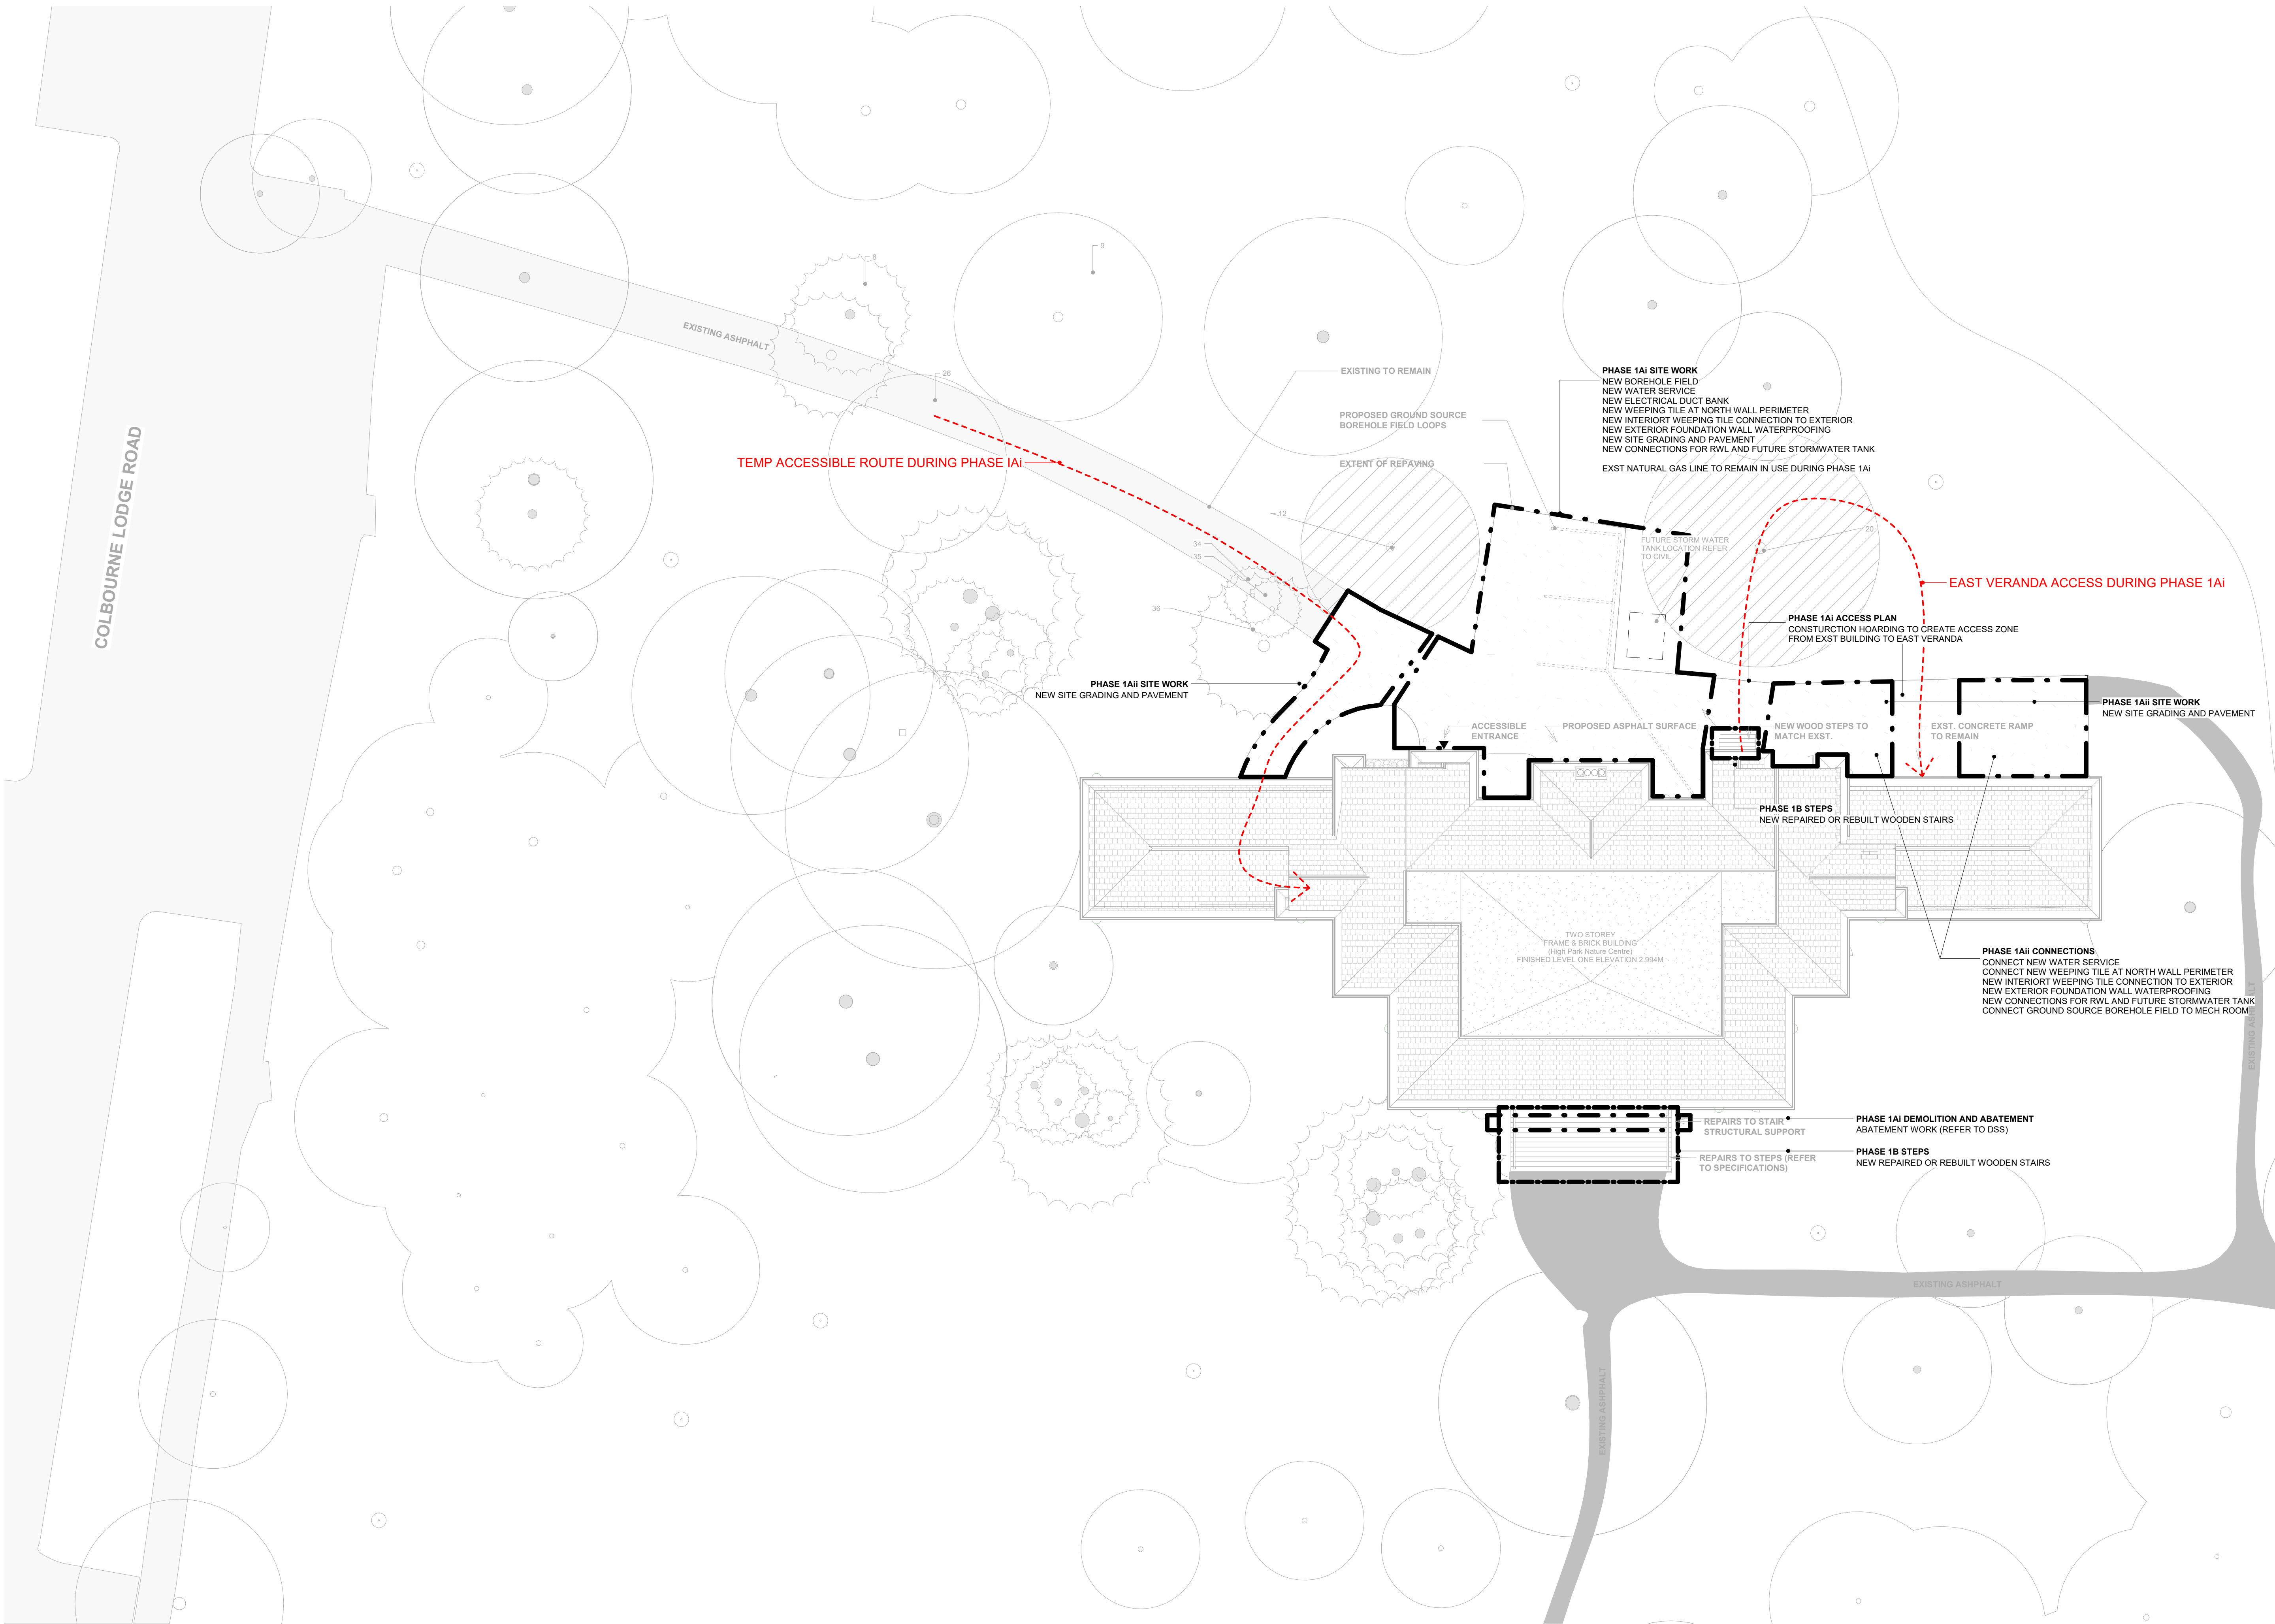 8
9
26
EXISTING ASHPHALT
COLBOURNE LODGE ROAD
TEMP ACCESSIBLE ROUTE DURING PHASE IAi
EXISTING TO REMAIN
PROPOSED GROUND SOURCE
BOREHOLE FIELD LOOPS
EXTENT OF REPAVING
12
34
35
36
PHASE 1Ai SITE WORK
NEW BOREHOLE FIELD
NEW WATER SERVICE
NEW ELECTRICAL DUCT BANK
NEW WEEPING TILE AT NORTH WALL PERIMETER
NEW INTERIORT WEEPING TILE CONNECTION TO EXTERIOR
NEW EXTERIOR FOUNDATION WALL WATERPROOFING
NEW SITE GRADING AND PAVEMENT
NEW CONNECTIONS FOR RWL AND FUTURE STORMWATER TANK
EXST NATURAL GAS LINE TO REMAIN IN USE DURING PHASE 1Ai
20
FUTURE STORM WATER
TANK LOCATION REFER
TO CIVIL
EAST VERANDA ACCESS DURING PHASE 1Ai
PHASE 1Ai ACCESS PLAN
CONSTURCTION HOARDING TO CREATE ACCESS ZONE
FROM EXST BUILDING TO EAST VERANDA
PHASE 1Aii SITE WORK
NEW SITE GRADING AND PAVEMENT
PHASE 1Aii SITE WORK
NEW SITE GRADING AND PAVEMENT
ACCESSIBLE
ENTRANCE
PROPOSED ASPHALT SURFACE
NEW WOOD STEPS TO
MATCH EXST.
EXST. CONCRETE RAMP
TO REMAIN
PHASE 1B STEPS
NEW REPAIRED OR REBUILT WOODEN STAIRS
TWO STOREY
FRAME & BRICK BUILDING
(High Park Nature Centre)
FINISHED LEVEL ONE ELEVATION 2.994M
PHASE 1Aii CONNECTIONS
CONNECT NEW WATER SERVICE
CONNECT NEW WEEPING TILE AT NORTH WALL PERIMETER
NEW INTERIORT WEEPING TILE CONNECTION TO EXTERIOR
NEW EXTERIOR FOUNDATION WALL WATERPROOFING
NEW CONNECTIONS FOR RWL AND FUTURE STORMWATER TANK
CONNECT GROUND SOURCE BOREHOLE FIELD TO MECH ROOM
EXISTING ASHPHALT
REPAIRS TO STAIR
STRUCTURAL SUPPORT
PHASE 1Ai DEMOLITION AND ABATEMENT
ABATEMENT WORK (REFER TO DSS)
REPAIRS TO STEPS (REFER
TO SPECIFICATIONS)
PHASE 1B STEPS
NEW REPAIRED OR REBUILT WOODEN STAIRS
EXISTING ASHPHALT
EXISTING ASHPHALT